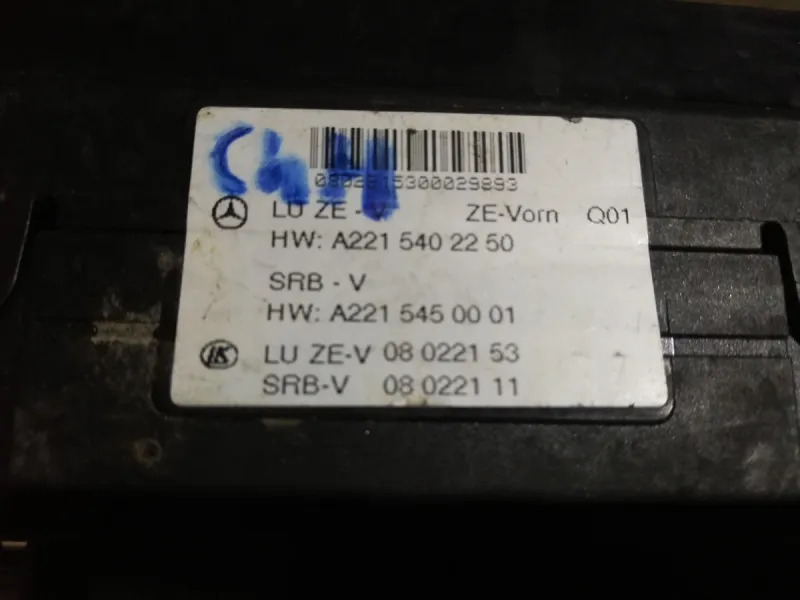 LU ZE - V ZE-Vorn Q01
HW: A221 540 22 50
SRB - V
HW: A221 545 00 01
LK LU ZE-V 08 0221 53
SRB-V 08 0221 11